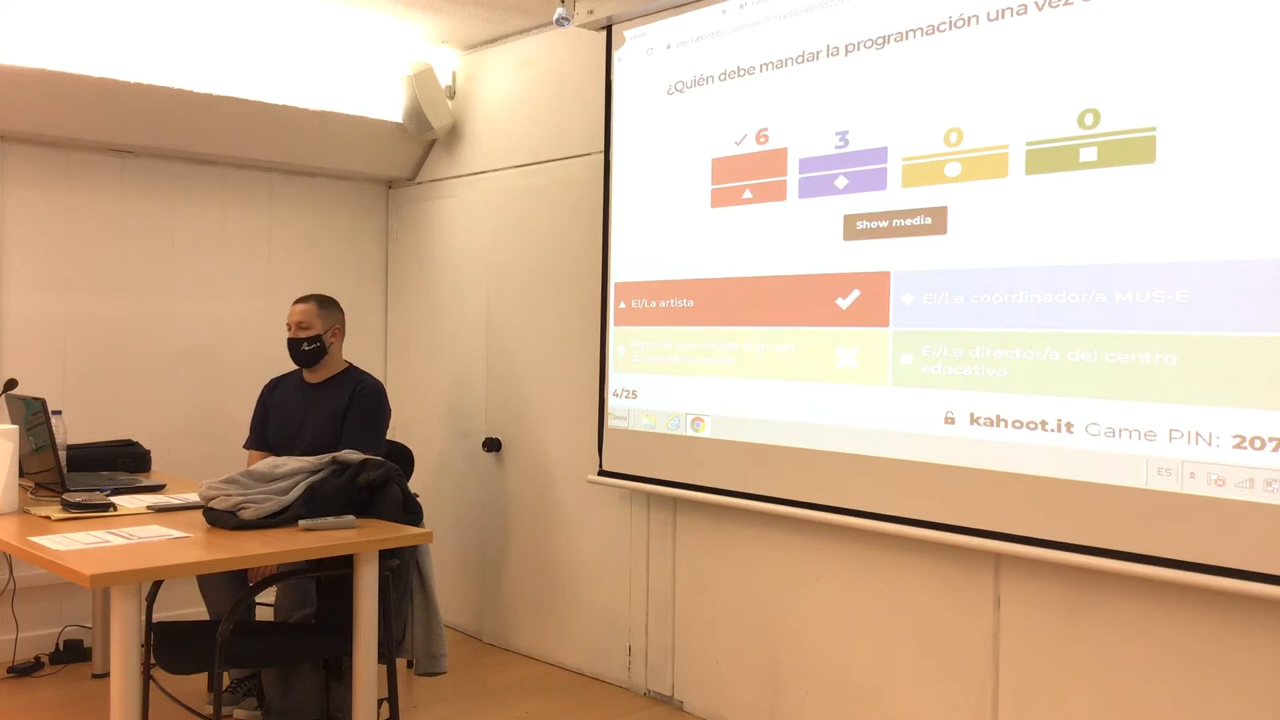 ¿Quién debe mandar la programación una vez
6
3
0
0
Show media
El/La artista
El/La coordinador/a MUS-E
El/La director/a del centro
educativo
4/25
kahoot.it Game PIN: 207
ES